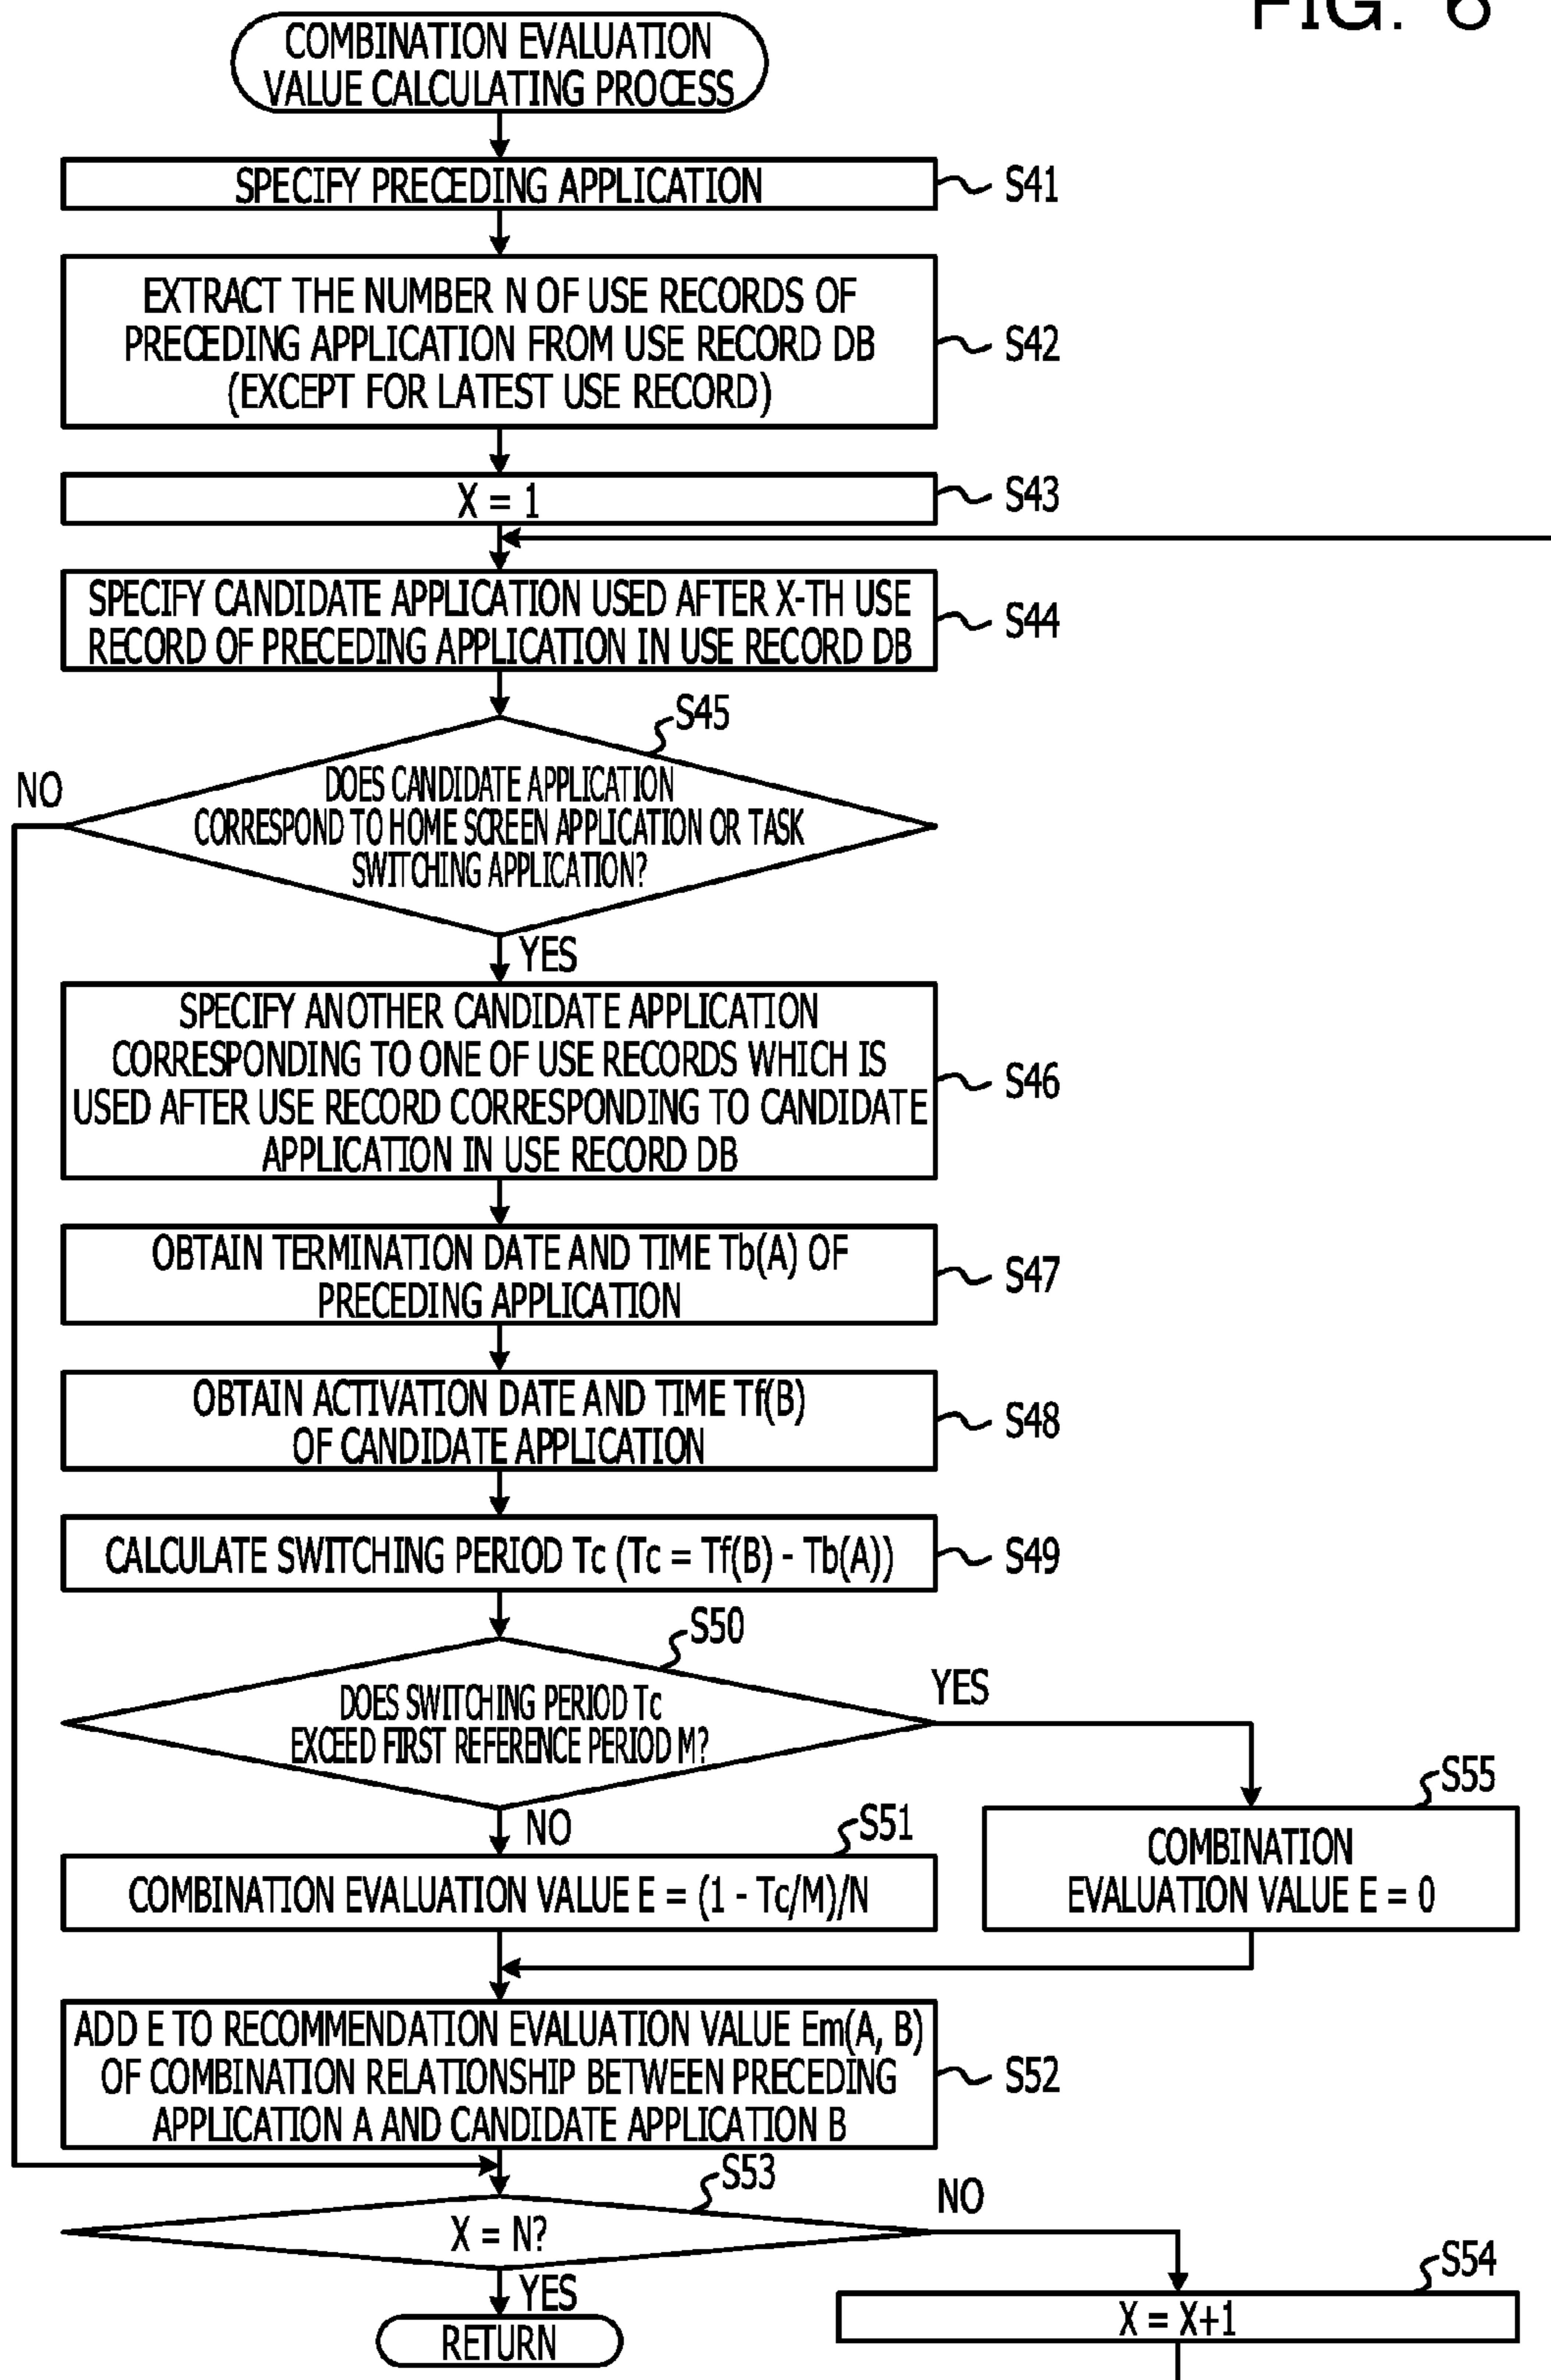 FIG. 6
COMBINATION EVALUATION
VALUE CALCULATING PROCESS
SPECIFY PRECEDING APPLICATION
S41
EXTRACT THE NUMBER N OF USE RECORDS OF
PRECEDING APPLICATION FROM USE RECORD DB
(EXCEPT FOR LATEST USE RECORD)
S42
X = 1
S43
SPECIFY CANDIDATE APPLICATION USED AFTER X-TH USE
RECORD OF PRECEDING APPLICATION IN USE RECORD DB
S44
S45
DOES CANDIDATE APPLICATION
CORRESPOND TO HOME SCREEN APPLICATION OR TASK
SWITCHING APPLICATION?
NO
YES
SPECIFY ANOTHER CANDIDATE APPLICATION
CORRESPONDING TO ONE OF USE RECORDS WHICH IS
USED AFTER USE RECORD CORRESPONDING TO CANDIDATE
APPLICATION IN USE RECORD DB
S46
OBTAIN TERMINATION DATE AND TIME Tb(A) OF
PRECEDING APPLICATION
S47
OBTAIN ACTIVATION DATE AND TIME Tf(B)
OF CANDIDATE APPLICATION
S48
CALCULATE SWITCHING PERIOD Tc (Tc = Tf(B) - Tb(A))
S49
S50
DOES SWITCHING PERIOD Tc
EXCEED FIRST REFERENCE PERIOD M?
YES
NO
S51
COMBINATION EVALUATION VALUE E = (1 - Tc/M)/N
S55
COMBINATION
EVALUATION VALUE E = 0
ADD E TO RECOMMENDATION EVALUATION VALUE Em(A, B)
OF COMBINATION RELATIONSHIP BETWEEN PRECEDING
APPLICATION A AND CANDIDATE APPLICATION B
S52
S53
X = N?
NO
YES
S54
X = X+1
RETURN